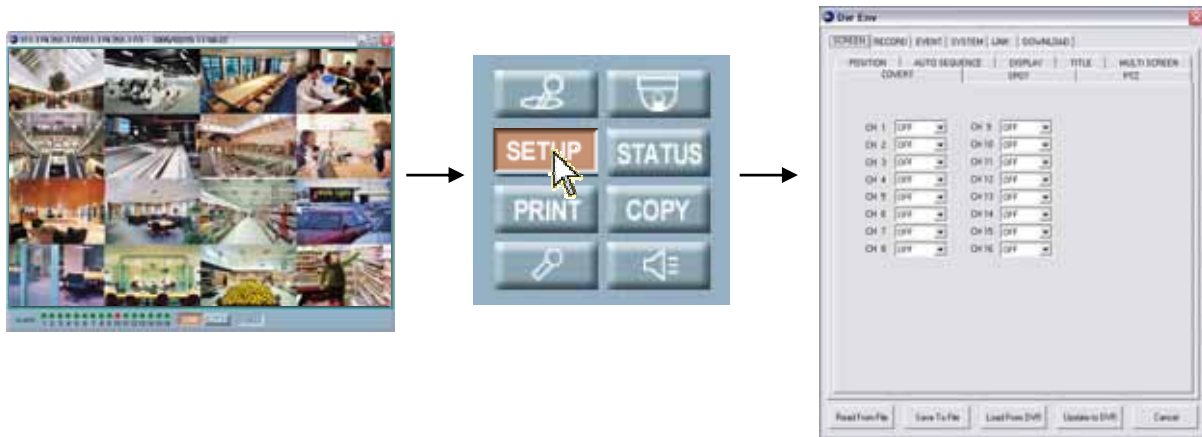 SETUP
STATUS
PRINT
COPY
Dvr Env
SCREEN RECORD EVENT SYSTEM LINK DOWNLOAD
POSITION AUTO SEQUENCE DISPLAY TITLE MULTI SCREEN
COVERT SPOT PTZ
CH 1 OFF CH 9 OFF
CH 2 OFF CH 10 OFF
CH 3 OFF CH 11 OFF
CH 4 OFF CH 12 OFF
CH 5 OFF CH 13 OFF
CH 6 OFF CH 14 OFF
CH 7 OFF CH 15 OFF
CH 8 OFF CH 16 OFF
Read From File Save To File Load From DVR Update to DVR Cancel